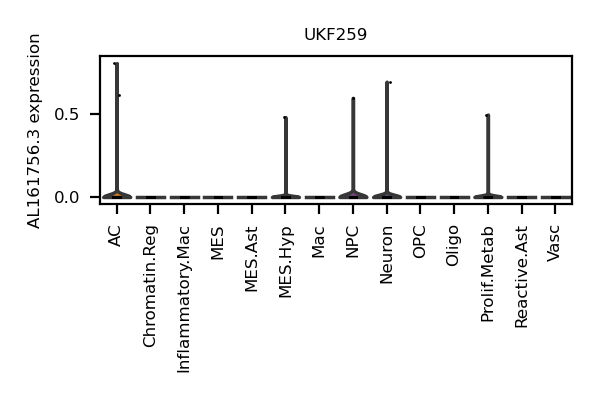 UKF259
AL161756.3 expression
0.5
0.0
AC
Chromatin.Reg
Inflammatory.Mac
MES
MES.Ast
MES.Hyp
Mac
NPC
Neuron
OPC
Oligo
Prolif.Metab
Reactive.Ast
Vasc